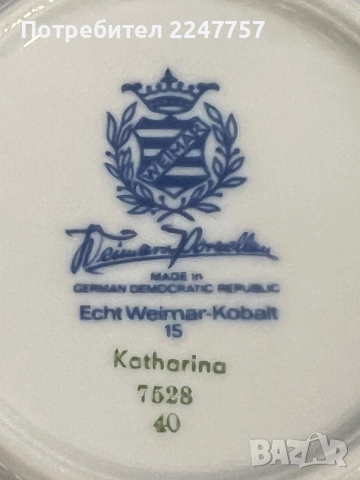 Потребител 2247757
WEIMAR
Weimar Porzellan
MADE in
GERMAN DEMOCRATIC REPUBLIC
Echt Weimar-Kobalt
15
Katharina
7528
40
bazar